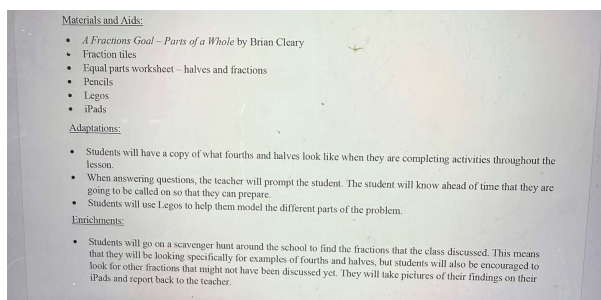 Materials and Aids:
• A Fractions Goal – Parts of a Whole by Brian Cleary
• Fraction tiles
• Equal parts worksheet – halves and fractions
• Pencils
• Legos
• iPads
Adaptations:
• Students will have a copy of what fourths and halves look like when they are completing activities throughout the
lesson.
• When answering questions, the teacher will prompt the student. The student will know ahead of time that they are
going to be called on so that they can prepare.
• Students will use Legos to help them model the different parts of the problem.
Enrichments:
• Students will go on a scavenger hunt around the school to find the fractions that the class discussed. This means
that they will be looking specifically for examples of fourths and halves, but students will also be encouraged to
look for other fractions that might not have been discussed yet. They will take pictures of their findings on their
iPads and report back to the teacher.